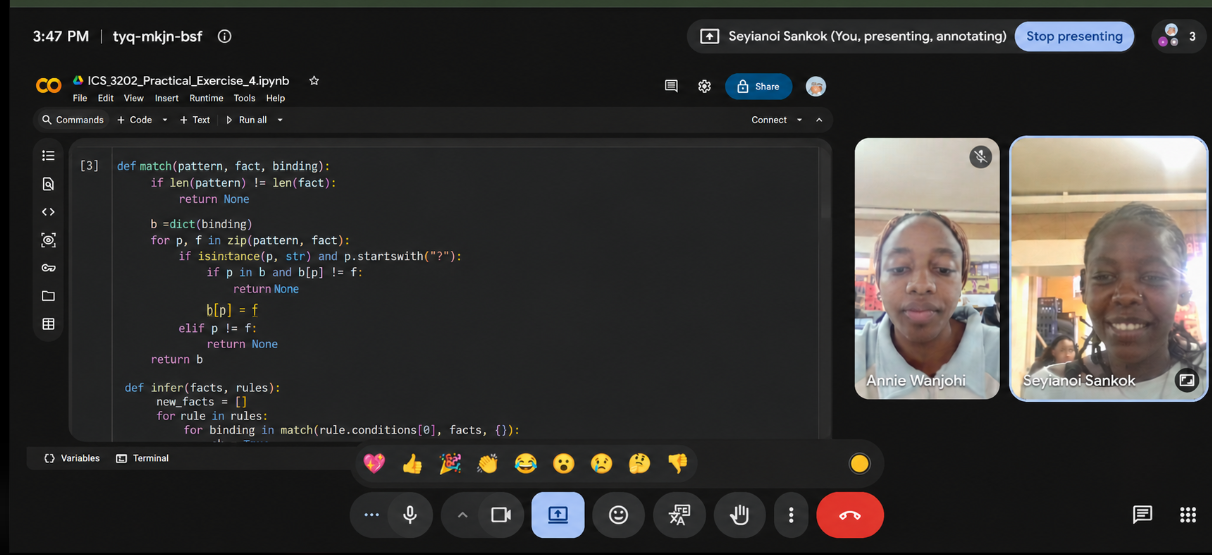 3:47 PM | tyq-mkjn-bsf
Seyianoi Sankok (You, presenting, annotating)
Stop presenting
3
ICS_3202_Practical_Exercise_4.ipynb
File Edit View Insert Runtime Tools Help
Share
Commands + Code + Text Run all
Connect
[3] def match(pattern, fact, binding):
if len(pattern) != len(fact):
return None
b =dict(binding)
for p, f in zip(pattern, fact):
if isintance(p, str) and p.startswith("?"):
if p in b and b[p] != f:
return None
b[p] = f
elif p != f:
return None
return b
def infer(facts, rules):
new_facts = []
for rule in rules:
for binding in match(rule.conditions[0], facts, {}):
Variables Terminal
Annie Wanjohi
Seyianoi Sankok